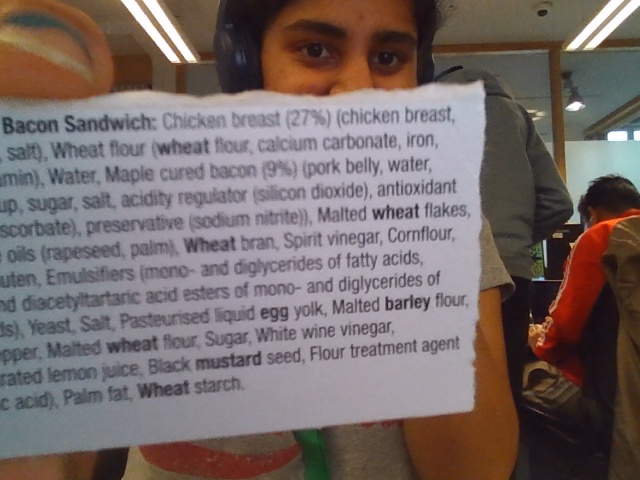 Bacon Sandwich: Chicken breast (27%) (chicken breast,
salt), Wheat flour (wheat flour, calcium carbonate, iron,
amin), Water, Maple cured bacon (9%) (pork belly, water,
up, sugar, salt, acidity regulator (silicon dioxide), antioxidant
scorbate), preservative (sodium nitrite)), Malted wheat flakes,
oils (rapeseed, palm), Wheat bran, Spirit vinegar, Cornflour,
uten, Emulsifiers (mono- and diglycerides of fatty acids,
nd diacetyltartaric acid esters of mono- and diglycerides of
ds), Yeast, Salt, Pasteurised liquid egg yolk, Malted barley flour,
epper, Malted wheat flour, Sugar, White wine vinegar,
rated lemon juice, Black mustard seed, Flour treatment agent
c acid), Palm fat, Wheat starch.